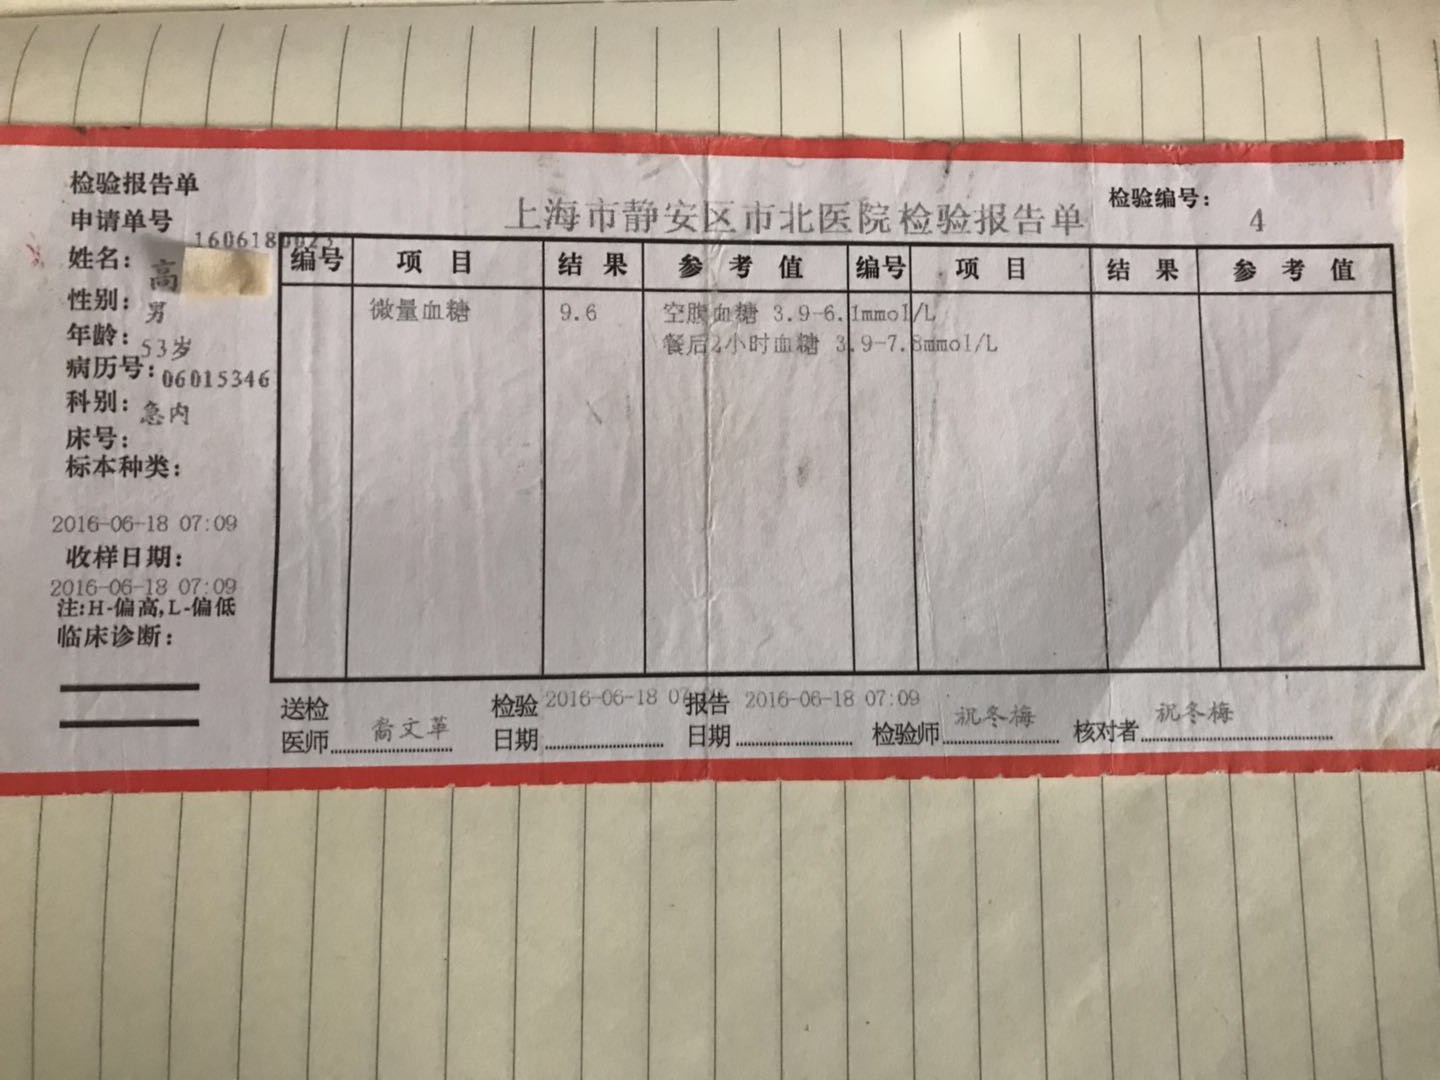 检验报告单
上海市静安区市北医院检验报告单
检验编号： 4
申请单号
姓名：高
性别：男
年龄：53岁
病历号：06015346
科别：急内
床号：
标本种类：
2016-06-18 07:09
收样日期：
2016-06-18 07:09
注:H-偏高,L-偏低
临床诊断：
编号 项目 结果 参考值 编号 项目 结果 参考值
微量血糖 9.6 空腹血糖 3.9-6.1mmol/L
餐后2小时血糖 3.9-7.8mmol/L
送检医师 裔文革
检验日期 2016-06-18
报告日期 2016-06-18 07:09
检验师 祝冬梅
核对者 祝冬梅